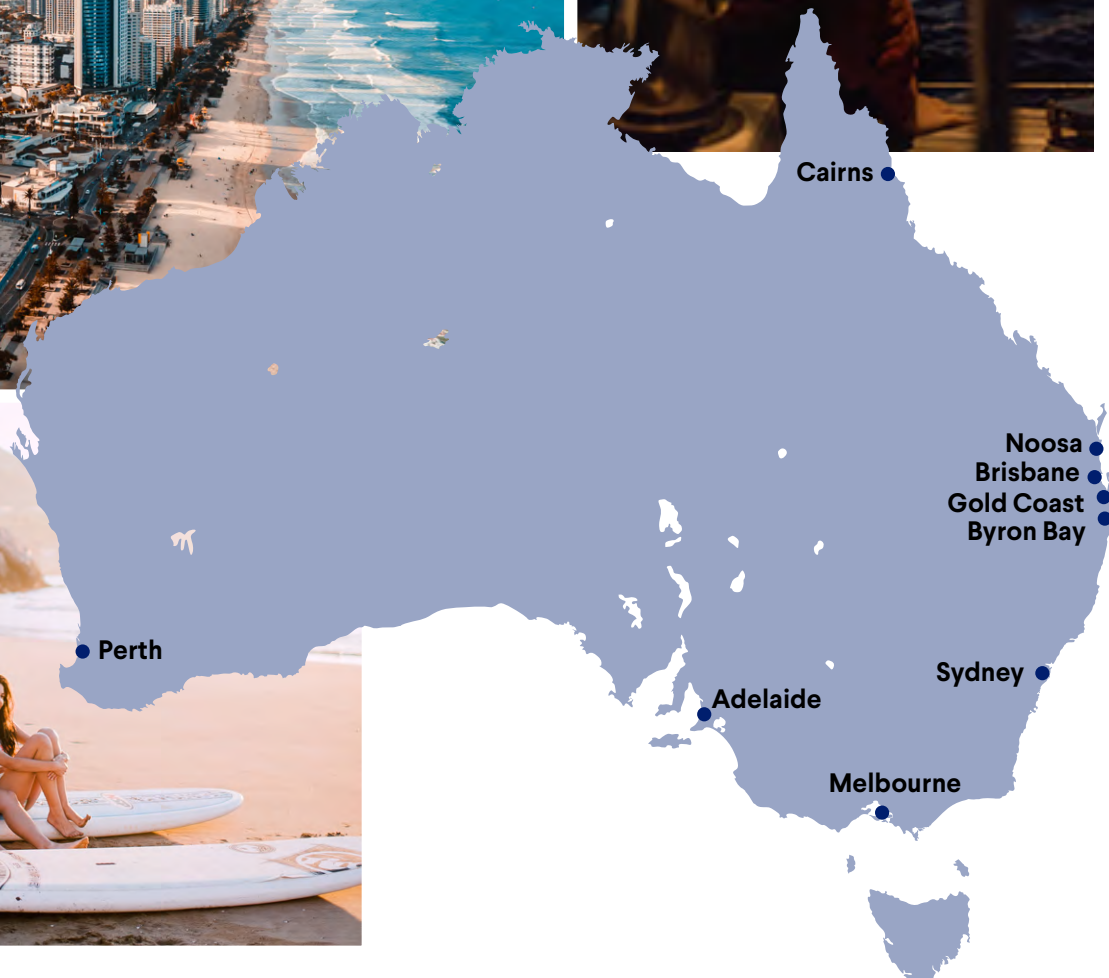 Cairns
Noosa
Brisbane
Gold Coast
Byron Bay
Perth
Sydney
Adelaide
Melbourne